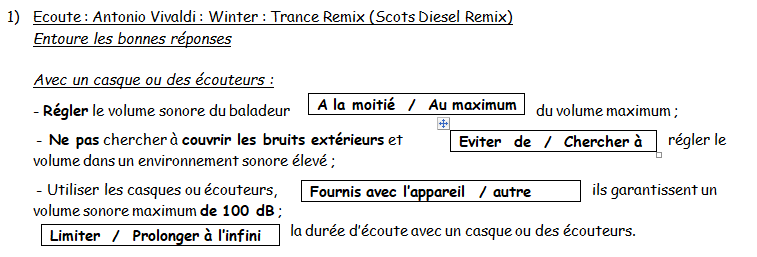 1) Ecoute : Antonio Vivaldi : Winter : Trance Remix (Scots Diesel Remix)
Entoure les bonnes réponses
Avec un casque ou des écouteurs :
- Régler le volume sonore du baladeur A la moitié / Au maximum du volume maximum ;
- Ne pas chercher à couvrir les bruits extérieurs et Eviter de / Chercher à régler le
volume dans un environnement sonore élevé ;
- Utiliser les casques ou écouteurs, Fournis avec l'appareil / autre ils garantissent un
volume sonore maximum de 100 dB ;
Limiter / Prolonger à l'infini la durée d'écoute avec un casque ou des écouteurs.